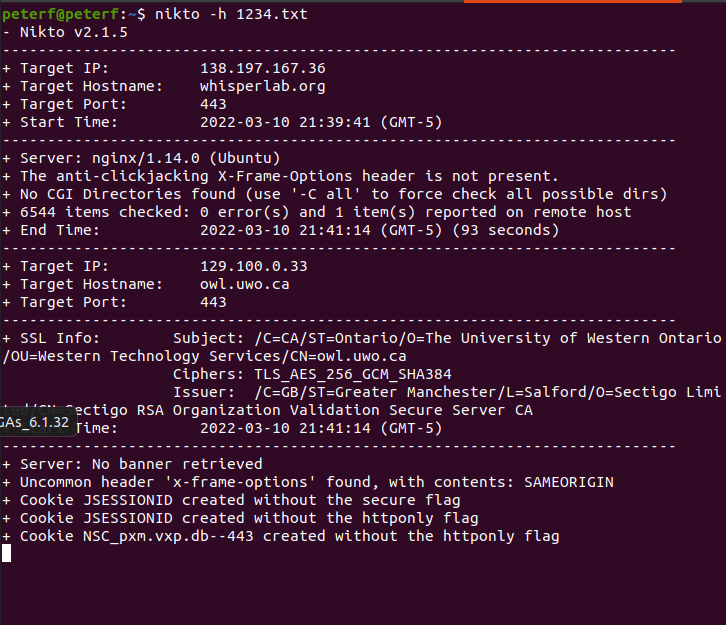 peterf@peterf:~$ nikto -h 1234.txt
- Nikto v2.1.5
---------------------------------------------------------------------------
+ Target IP:          138.197.167.36
+ Target Hostname:    whisperlab.org
+ Target Port:        443
+ Start Time:         2022-03-10 21:39:41 (GMT-5)
---------------------------------------------------------------------------
+ Server: nginx/1.14.0 (Ubuntu)
+ The anti-clickjacking X-Frame-Options header is not present.
+ No CGI Directories found (use '-C all' to force check all possible dirs)
+ 6544 items checked: 0 error(s) and 1 item(s) reported on remote host
+ End Time:           2022-03-10 21:41:14 (GMT-5) (93 seconds)
---------------------------------------------------------------------------
+ Target IP:          129.100.0.33
+ Target Hostname:    owl.uwo.ca
+ Target Port:        443
---------------------------------------------------------------------------
+ SSL Info:        Subject: /C=CA/ST=Ontario/O=The University of Western Ontario
/OU=Western Technology Services/CN=owl.uwo.ca
                   Ciphers: TLS_AES_256_GCM_SHA384
                   Issuer:  /C=GB/ST=Greater Manchester/L=Salford/O=Sectigo Limi
ted/CN=Sectigo RSA Organization Validation Secure Server CA
GAs_6.1.32
Time:           2022-03-10 21:41:14 (GMT-5)
---------------------------------------------------------------------------
+ Server: No banner retrieved
+ Uncommon header 'x-frame-options' found, with contents: SAMEORIGIN
+ Cookie JSESSIONID created without the secure flag
+ Cookie JSESSIONID created without the httponly flag
+ Cookie NSC_pxm.vxp.db--443 created without the httponly flag